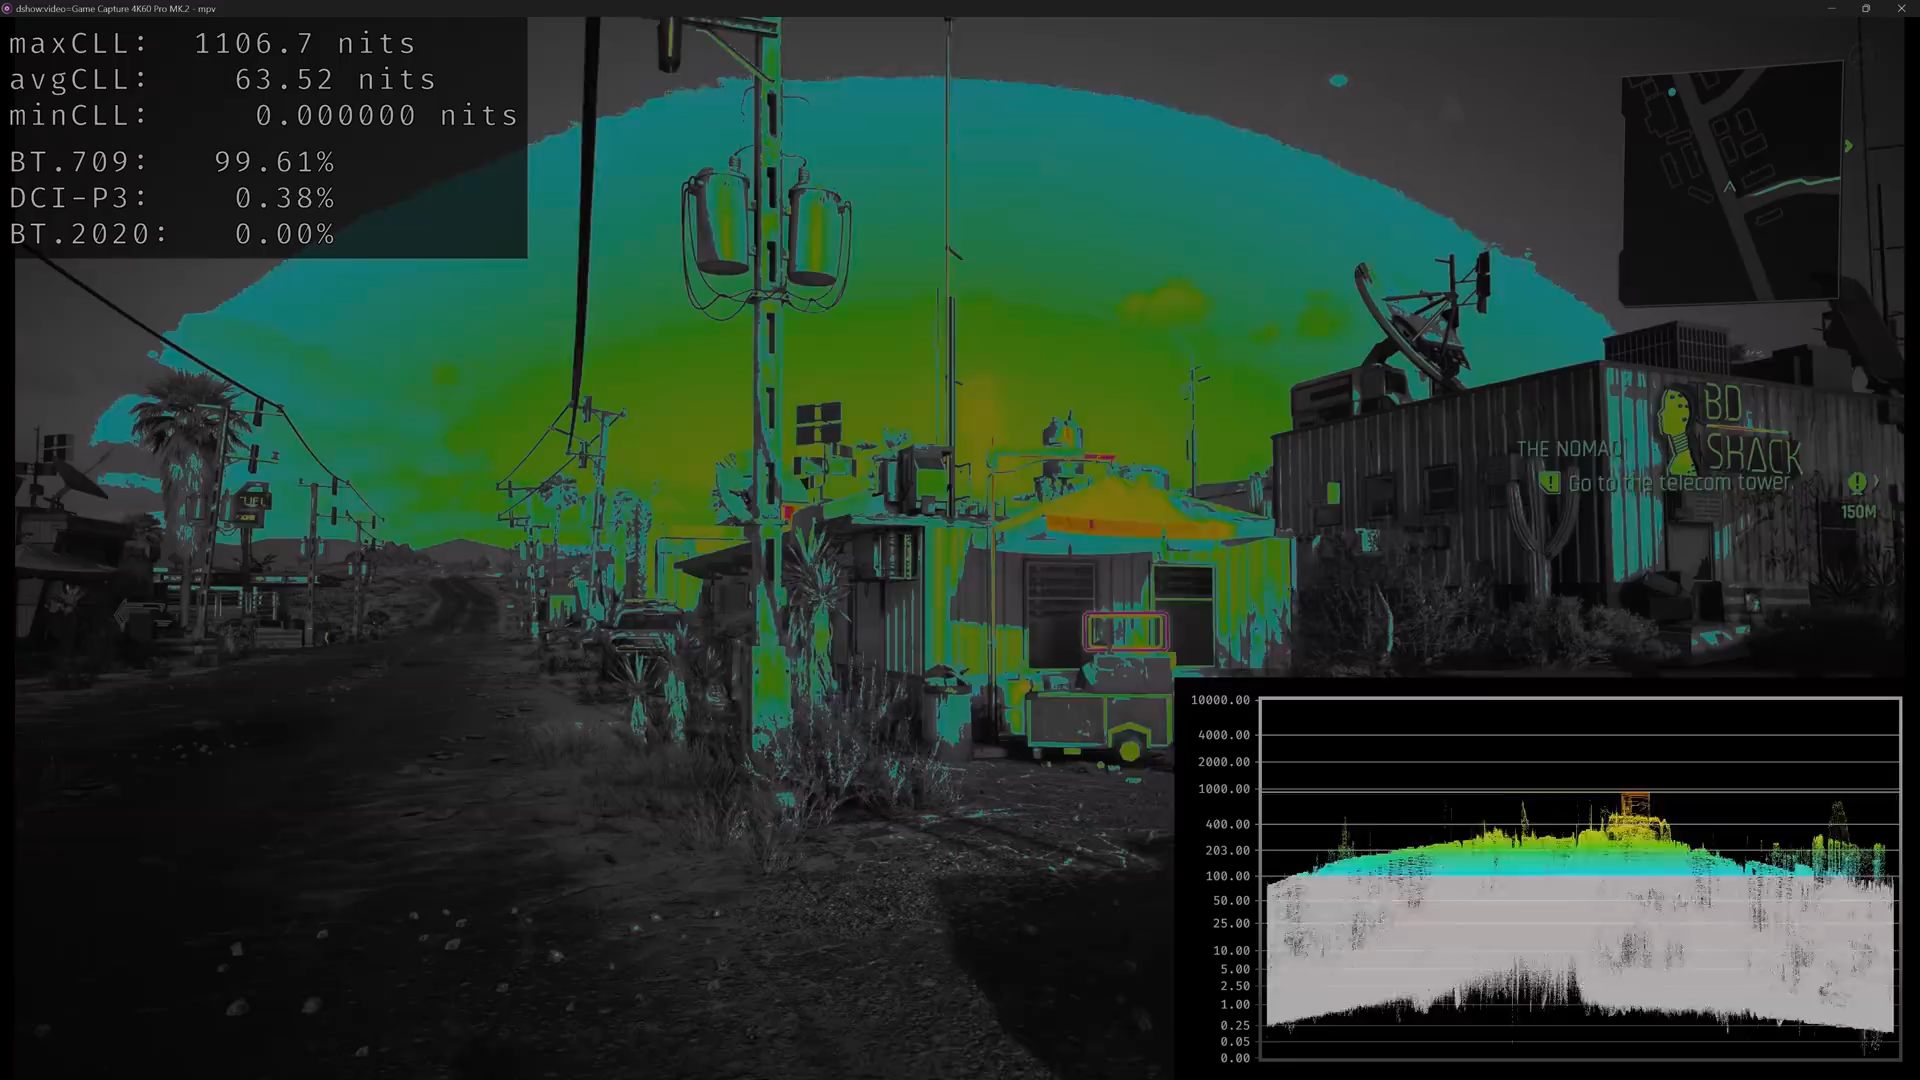 dshow:video=Game Capture 4K60 Pro MK.2 - mpv
maxCLL: 1106.7 nits
avgCLL: 63.52 nits
minCLL: 0.000000 nits
BT.709: 99.61%
DCI-P3: 0.38%
BT.2020: 0.00%
BD
SHACK
THE NOMAD
Go to the telecom tower.
150M
FUEL
10000.00
4000.00
2000.00
1000.00
400.00
203.00
100.00
50.00
25.00
10.00
5.00
2.50
1.00
0.25
0.05
0.00